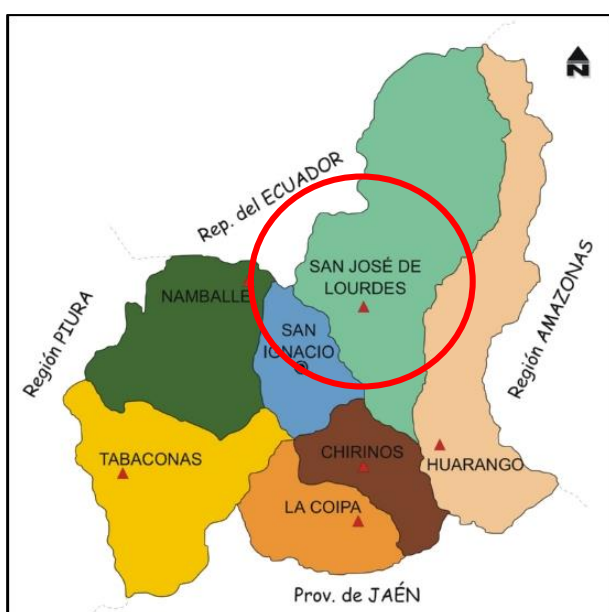 N
Rep. del ECUADOR
SAN JOSÉ DE
LOURDES
NAMBALLE
SAN
IGNACIO
Región PIURA
Región AMAZONAS
TABACONAS
CHIRINOS
HUARANGO
LA COIPA
Prov. de JAÉN